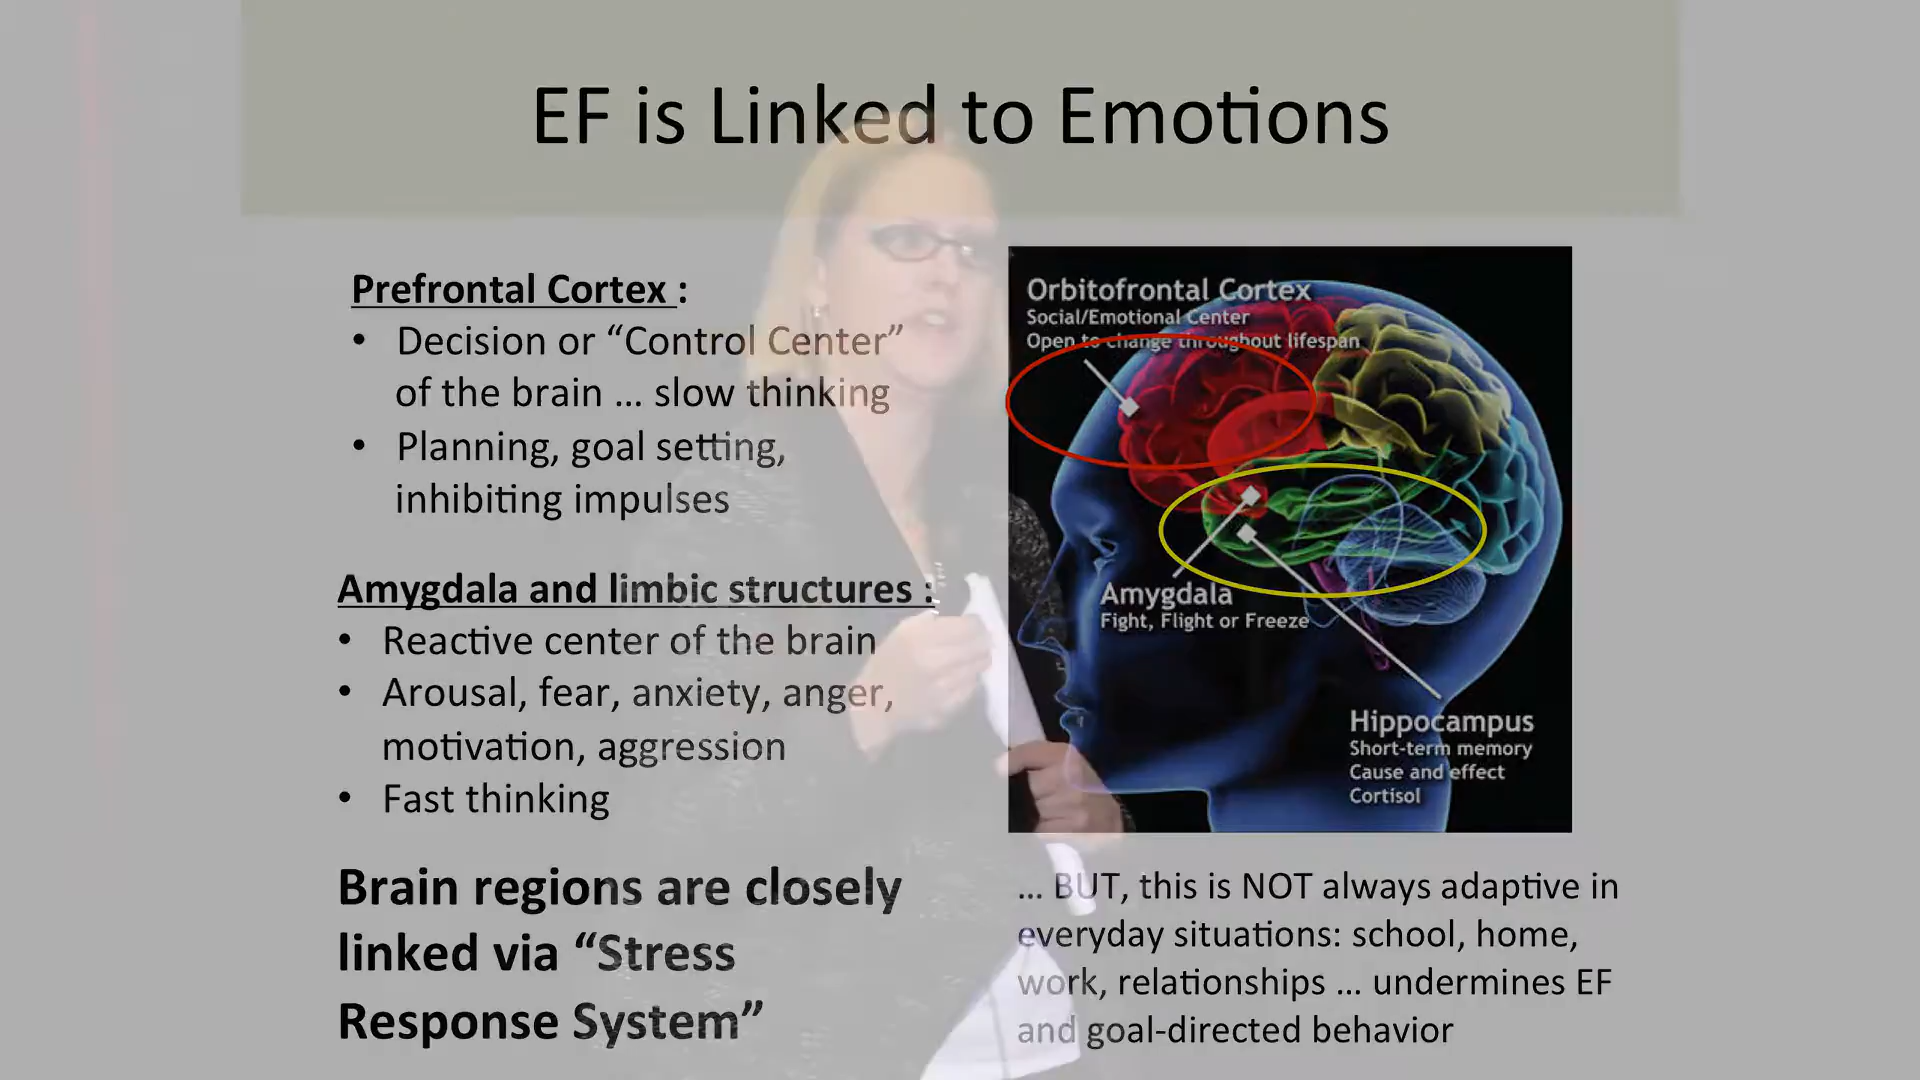 EF is Linked to Emotions
Prefrontal Cortex :
• Decision or “Control Center”
of the brain … slow thinking
• Planning, goal setting,
inhibiting impulses
Amygdala and limbic structures :
• Reactive center of the brain
• Arousal, fear, anxiety, anger,
motivation, aggression
• Fast thinking
Brain regions are closely
linked via “Stress
Response System”
Orbitofrontal Cortex
Social/Emotional Center
Open to change throughout lifespan
Amygdala
Fight, Flight or Freeze
Hippocampus
Short-term memory
Cause and effect
Cortisol
… BUT, this is NOT always adaptive in
everyday situations: school, home,
work, relationships … undermines EF
and goal-directed behavior